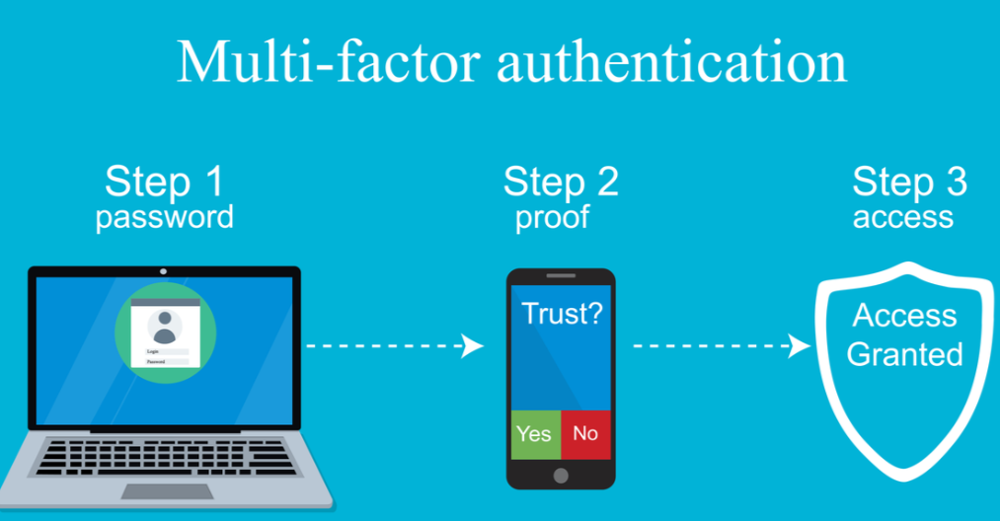 Multi-factor authentication
Step 1
password
Step 2
proof
Step 3
access
Login
Password
Trust?
Yes No
Access
Granted